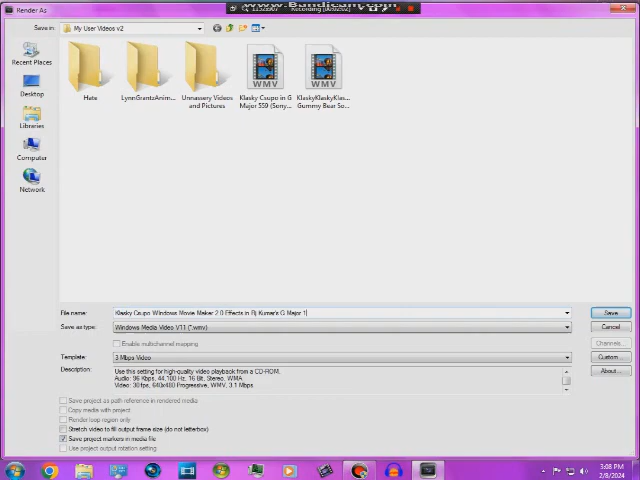 Render As
www.Bandicam.com
Save in:
My User Videos v2
Recent Places
Desktop
Libraries
Computer
Network
Hate
LyonGrantzAnim...
Unnassery Videos and Pictures
Klasky Csupo in G Major 559 (Sony...
KlaskyKlaskyKlas... Gummy Bear So...
File name:
Klasky Csupo Windows Movie Maker 2.0 Effects in Bj Kumar's G Major 1
Save
Save as type:
Windows Media Video V11 (*.wmv)
Cancel
Enable multichannel mapping
Channels...
Template:
3 Mbps Video
Custom...
Description:
Use this setting for high-quality video playback from a CD-ROM.
Audio: 96 Kbps, 44,100 Hz, 16 Bit, Stereo, WMA
Video: 30 fps, 640x480 Progressive, WMV, 3.1 Mbps
About...
Save project as path reference in rendered media
Copy media with project
Render loop region only
Stretch video to fill output frame size (do not letterbox)
Save project markers in media file
Use project output rotation setting
3:08 PM
2/8/2024